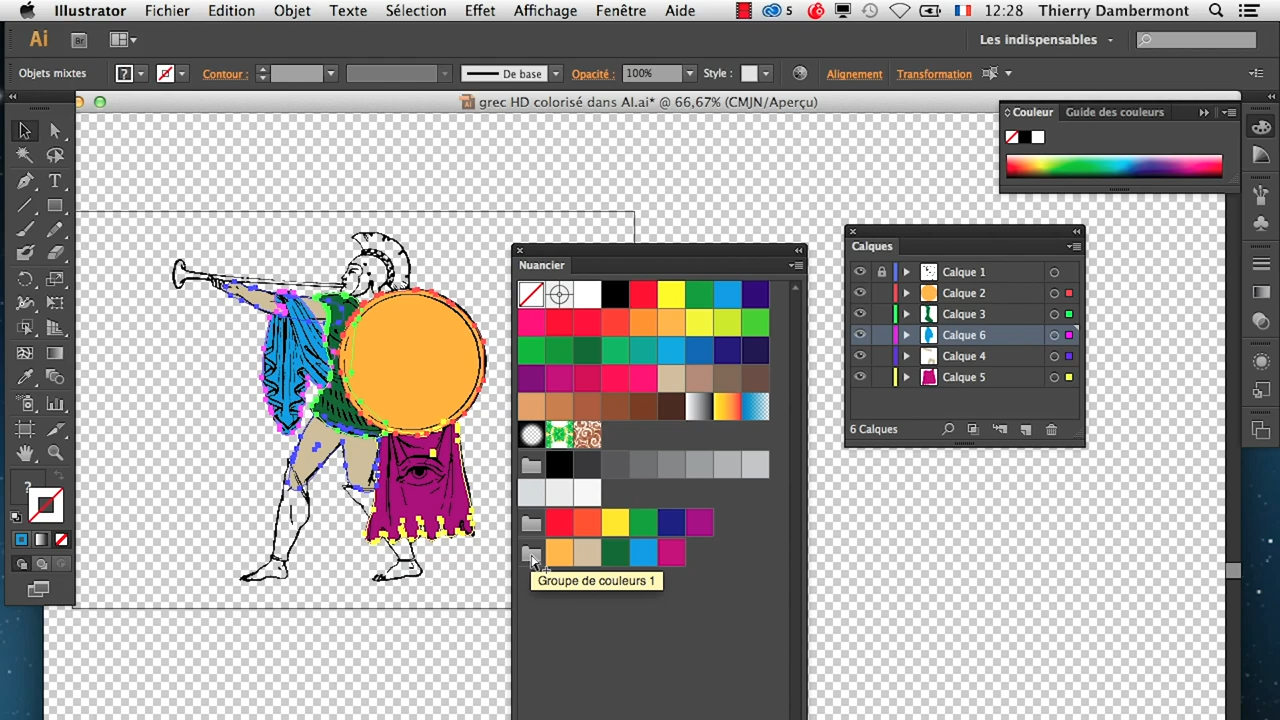 Illustrator Fichier Edition Objet Texte Sélection Effet Affichage Fenêtre Aide 5 12:28 Thierry Dambermont
Ai Br Les indispensables
Objets mixtes ? Contour : De base Opacité : 100% Style : Alignement Transformation
grec HD colorisé dans AI.ai* @ 66,67% (CMJN/Aperçu)
Couleur Guide des couleurs
Calques
Calque 1
Calque 2
Calque 3
Calque 6
Calque 4
Calque 5
6 Calques
Nuancier
Groupe de couleurs 1
T
?